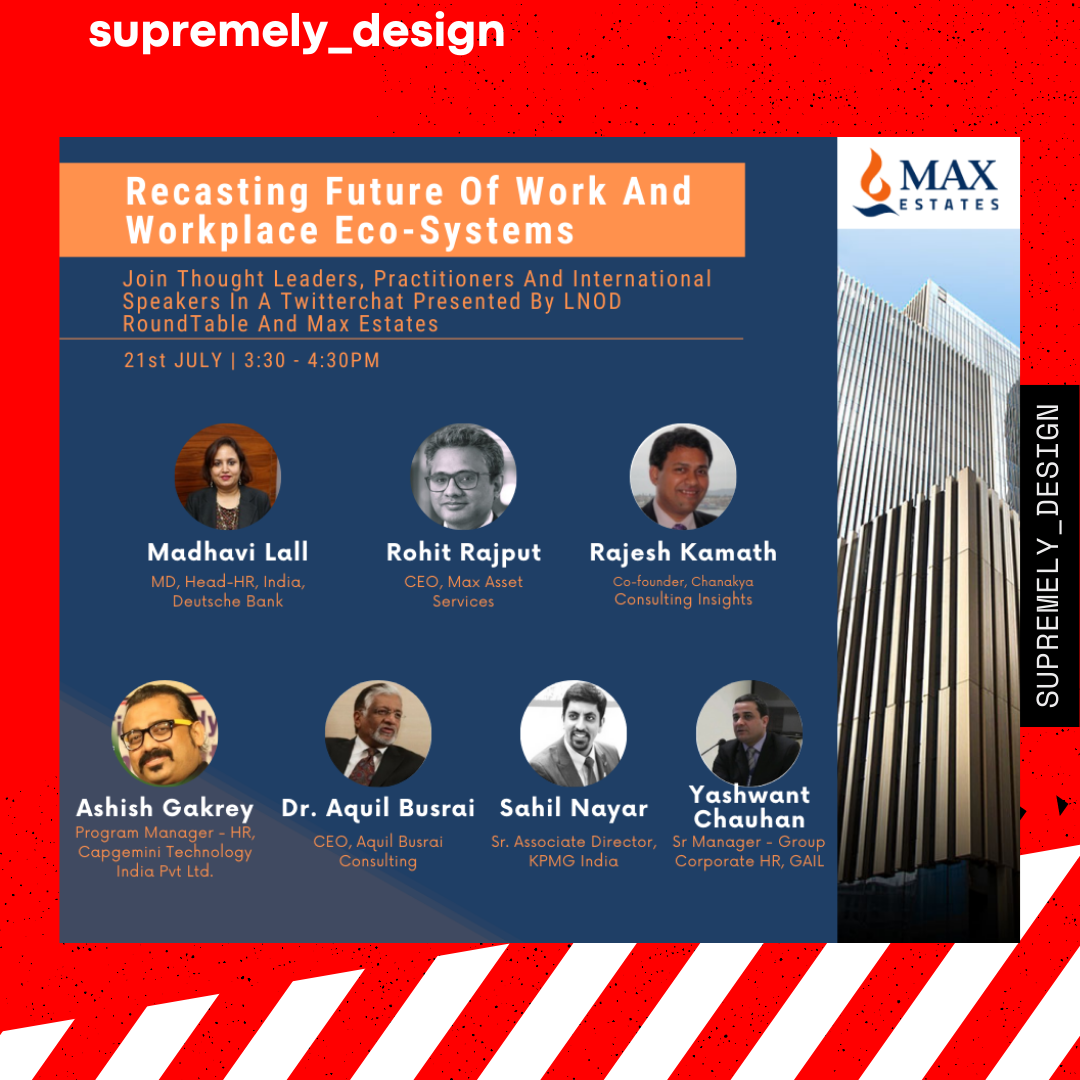 supremely_design
Recasting Future Of Work And
Workplace Eco-Systems
MAX
ESTATES
Join Thought Leaders, Practitioners And International
Speakers In A Twitterchat Presented By LNOD
RoundTable And Max Estates
21st JULY | 3:30 - 4:30PM
SUPREMELY_DESIGN
Madhavi Lall
MD, Head-HR, India,
Deutsche Bank
Rohit Rajput
CEO, Max Asset
Services
Rajesh Kamath
Co-founder, Chanakya
Consulting Insights
Ashish Gakrey
Program Manager - HR,
Capgemini Technology
India Pvt Ltd.
Dr. Aquil Busrai
CEO, Aquil Busrai
Consulting
Sahil Nayar
Sr. Associate Director,
KPMG India
Yashwant
Chauhan
Sr Manager - Group
Corporate HR, GAIL